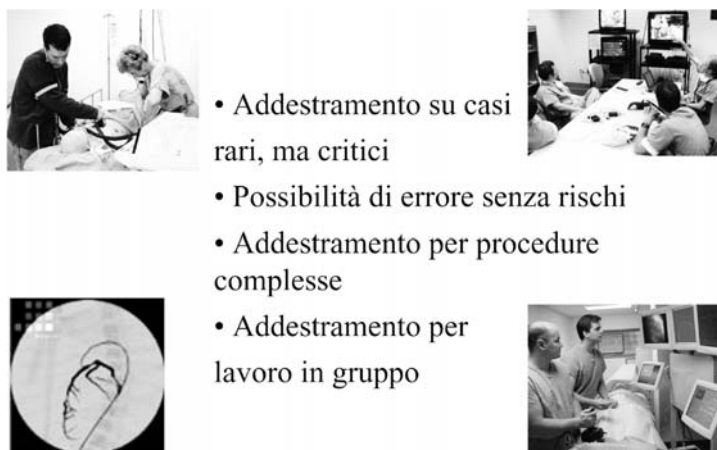 • Addestramento su casi
rari, ma critici
• Possibilità di errore senza rischi
• Addestramento per procedure
complesse
• Addestramento per
lavoro in gruppo